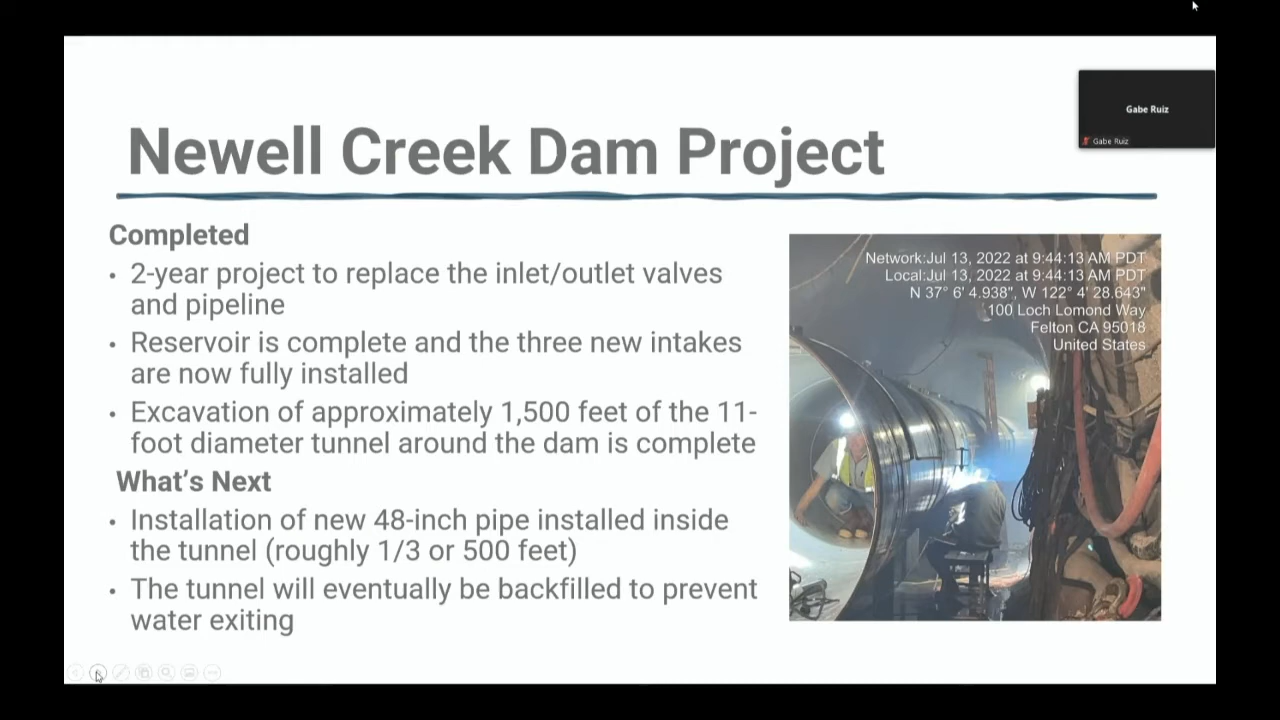 Newell Creek Dam Project
Gabe Ruiz
Gabe Ruiz
Completed
• 2-year project to replace the inlet/outlet valves
and pipeline
• Reservoir is complete and the three new intakes
are now fully installed
• Excavation of approximately 1,500 feet of the 11-
foot diameter tunnel around the dam is complete
What's Next
• Installation of new 48-inch pipe installed inside
the tunnel (roughly 1/3 or 500 feet)
• The tunnel will eventually be backfilled to prevent
water exiting
Network:Jul 13, 2022 at 9:44:13 AM PDT
Local:Jul 13, 2022 at 9:44:13 AM PDT
N 37° 6' 4.938", W 122° 4' 28.643"
100 Loch Lomond Way
Felton CA 95018
United States